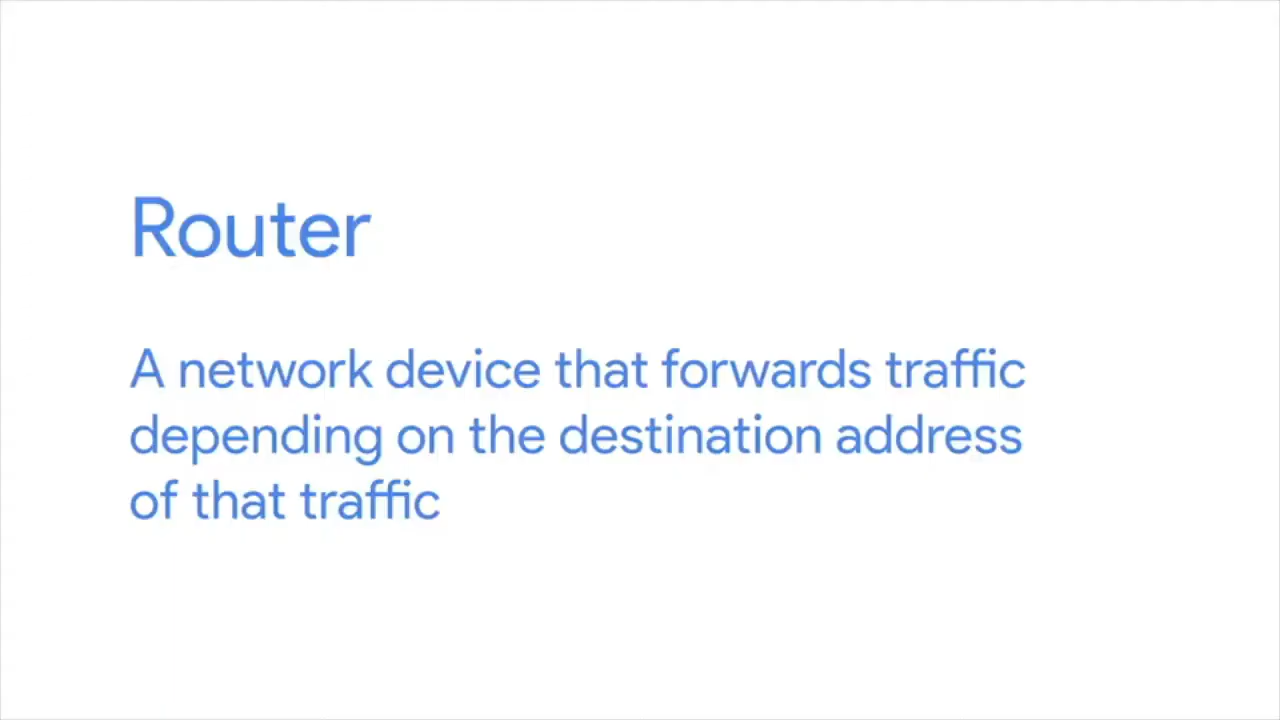 Router
A network device that forwards traffic
depending on the destination address
of that traffic